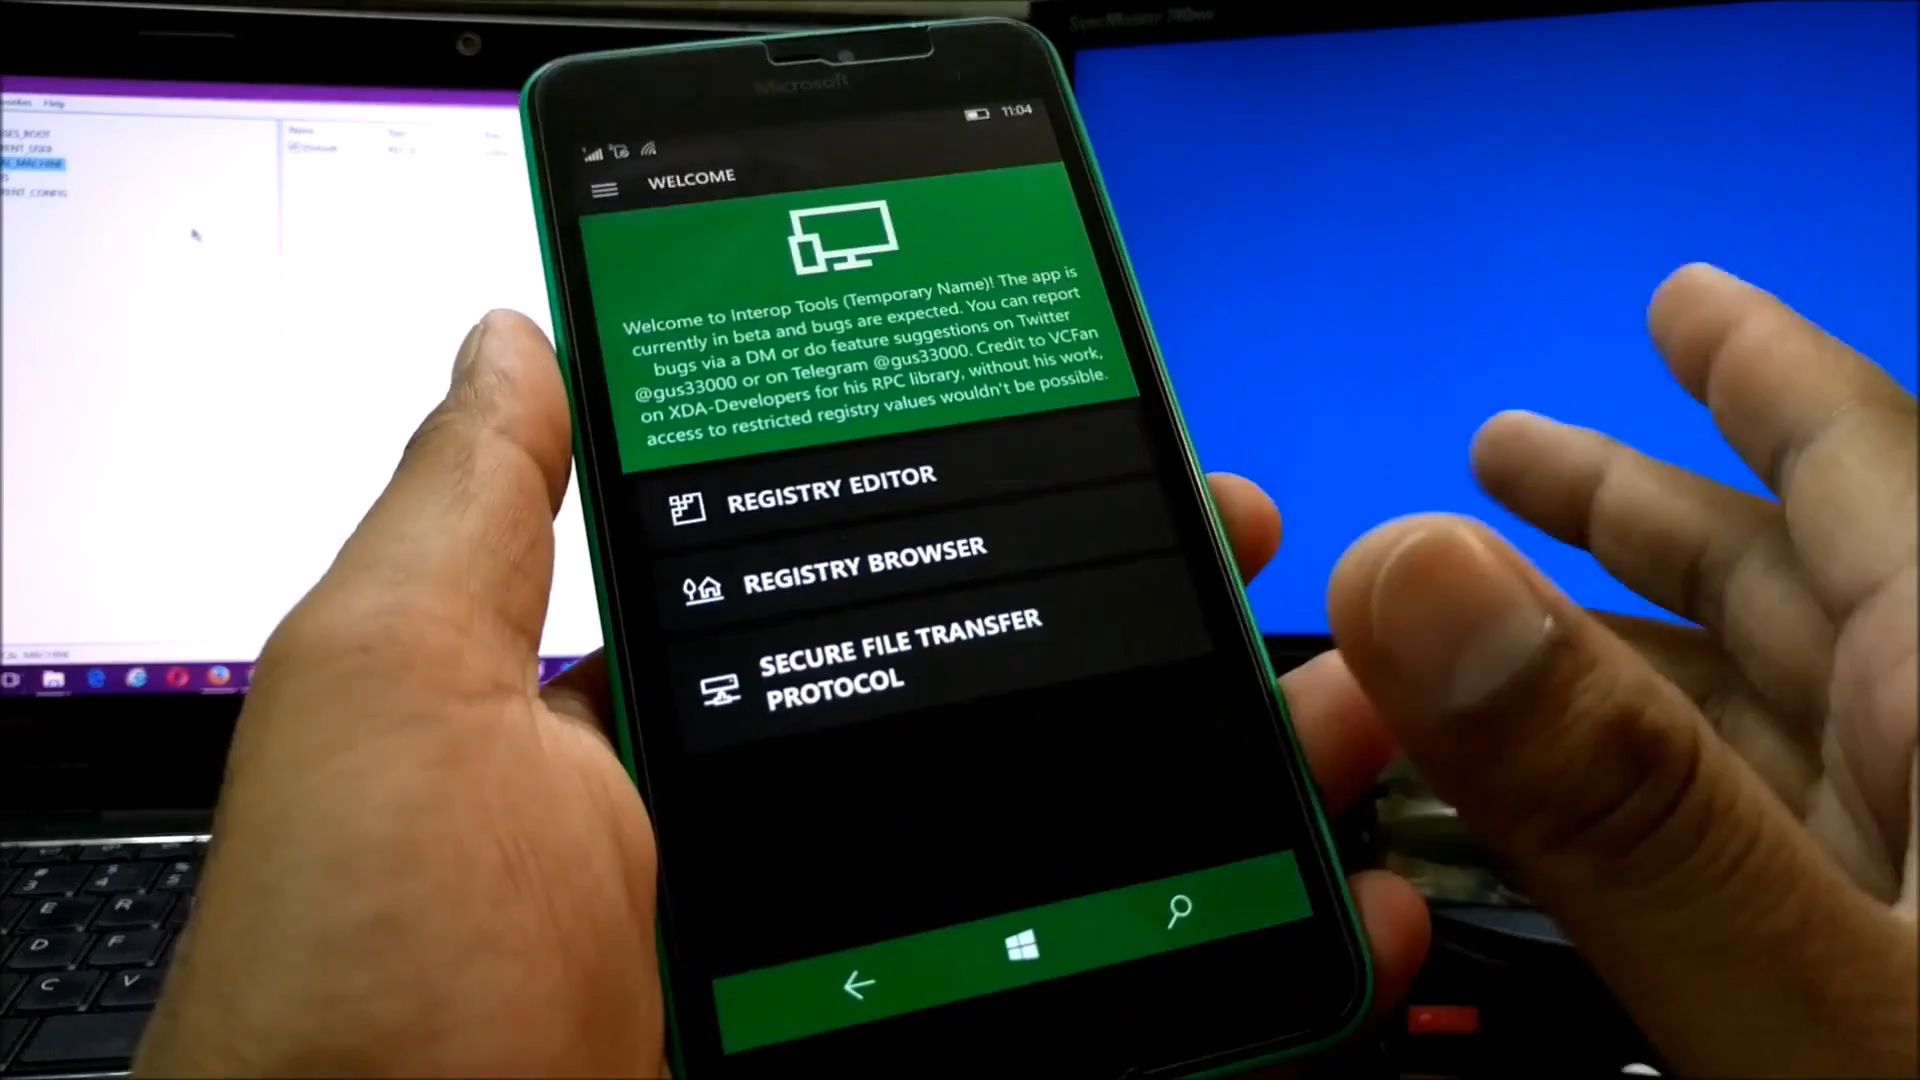 Microsoft
11:04
WELCOME
Welcome to Interop Tools (Temporary Name)! The app is
currently in beta and bugs are expected. You can report
bugs via a DM or do feature suggestions on Twitter
@gus33000 or on Telegram @gus33000. Credit to VCFan
on XDA-Developers for his RPC library, without his work,
access to restricted registry values wouldn't be possible.
REGISTRY EDITOR
REGISTRY BROWSER
SECURE FILE TRANSFER
PROTOCOL
Help
E R
D F
C V